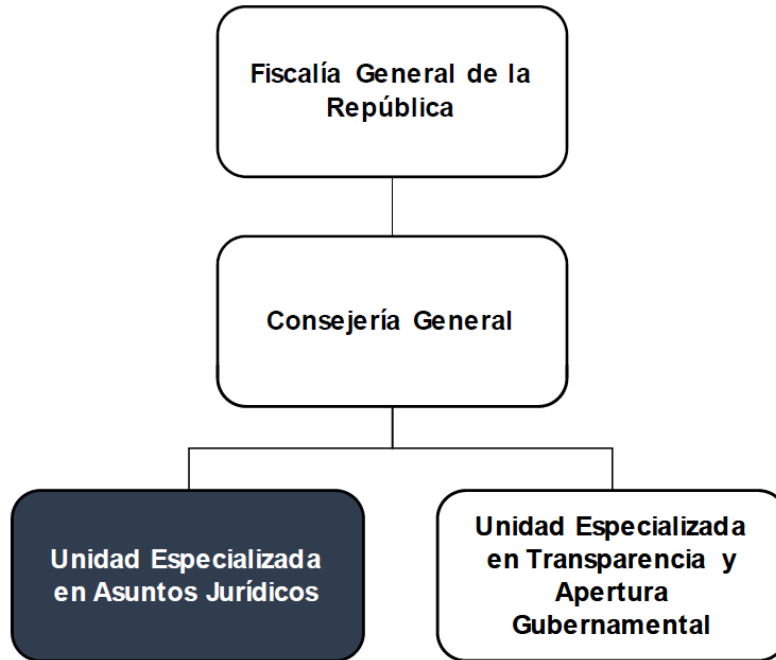 Fiscalía General de la
República
Consejería General
Unidad Especializada
en Asuntos Jurídicos
Unidad Especializada
en Transparencia y
Apertura
Gubernamental